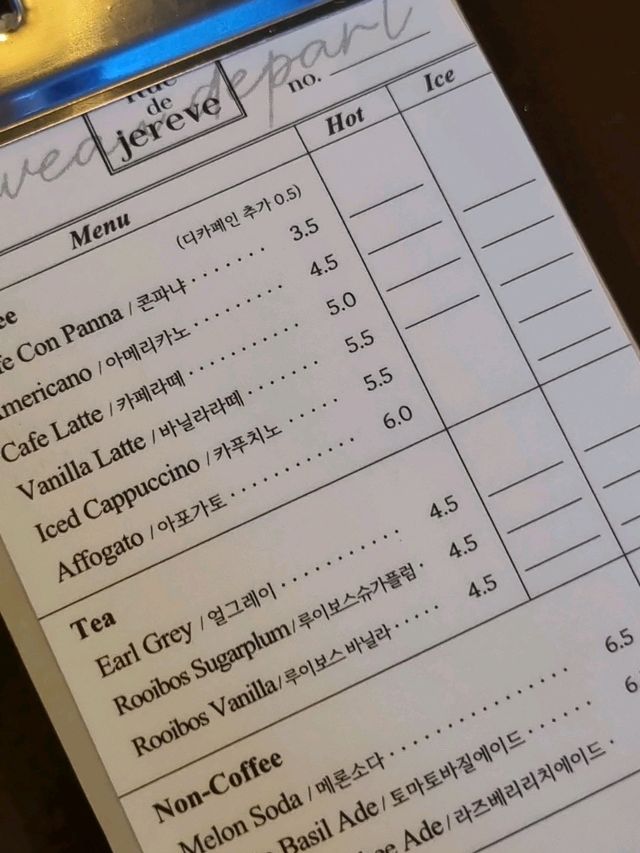 depart
de
jereve
no.
Menu Hot Ice
(디카페인 추가 0.5)
Con Panna / 콘파냐 3.5
Americano / 아메리카노 4.5
Cafe Latte / 카페라떼 5.0
Vanilla Latte / 바닐라라떼 5.5
Iced Cappuccino / 카푸치노 5.5
Affogato / 아포가토 6.0
Tea
Earl Grey / 얼그레이 4.5
Rooibos Sugarplum / 루이보스슈가플럼 4.5
Rooibos Vanilla / 루이보스 바닐라 4.5
Non-Coffee
Melon Soda / 메론소다 6.5
Basil Ade / 토마토바질에이드
Ade / 라즈베리리치에이드